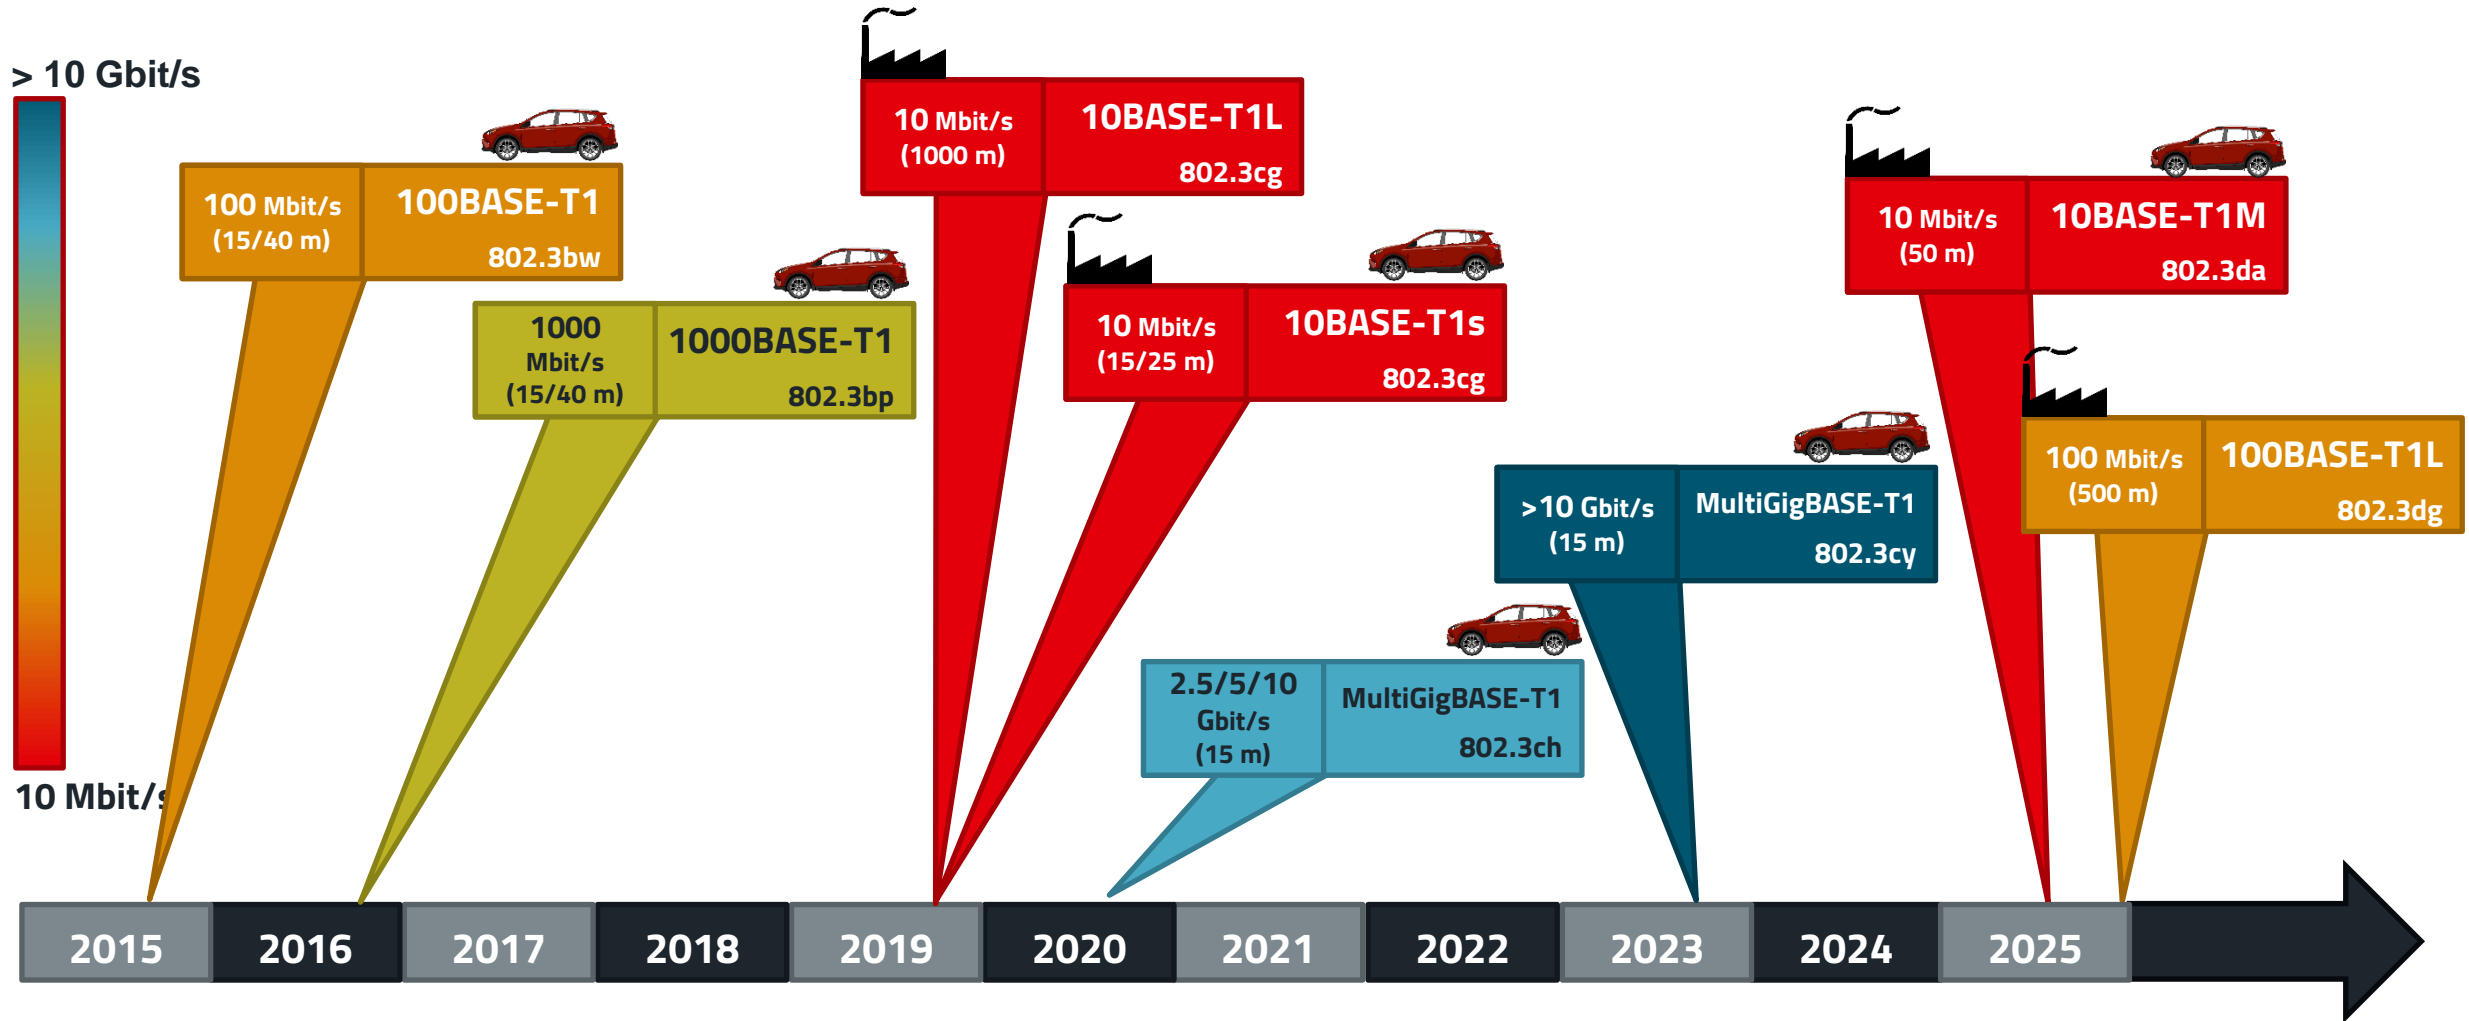 > 10 Gbit/s
10 Mbit/s
100 Mbit/s
(15/40 m)
100BASE-T1
802.3bw
1000
Mbit/s
(15/40 m)
1000BASE-T1
802.3bp
10 Mbit/s
(1000 m)
10BASE-T1L
802.3cg
10 Mbit/s
(15/25 m)
10BASE-T1s
802.3cg
2.5/5/10
Gbit/s
(15 m)
MultiGigBASE-T1
802.3ch
>10 Gbit/s
(15 m)
MultiGigBASE-T1
802.3cy
10 Mbit/s
(50 m)
10BASE-T1M
802.3da
100 Mbit/s
(500 m)
100BASE-T1L
802.3dg
2015
2016
2017
2018
2019
2020
2021
2022
2023
2024
2025